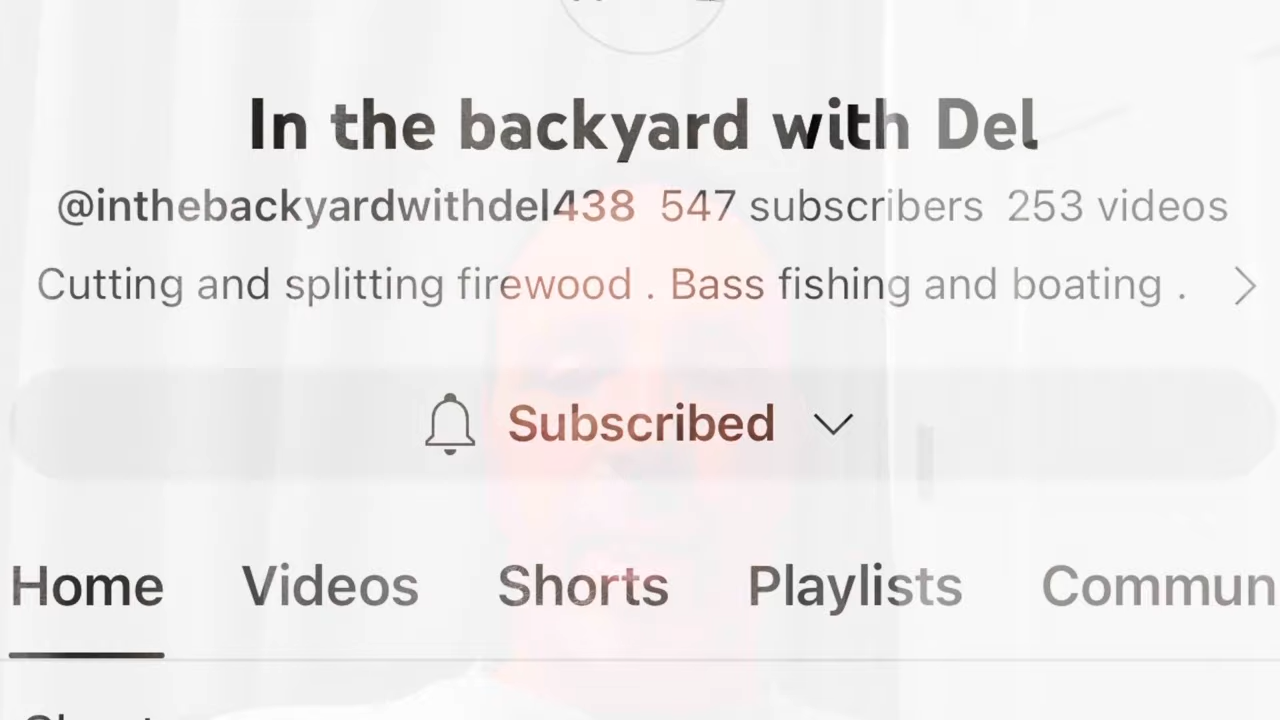 In the backyard with Del
@inthebackyardwithdel438 547 subscribers 253 videos
Cutting and splitting firewood . Bass fishing and boating .
Subscribed
Home Videos Shorts Playlists Commun